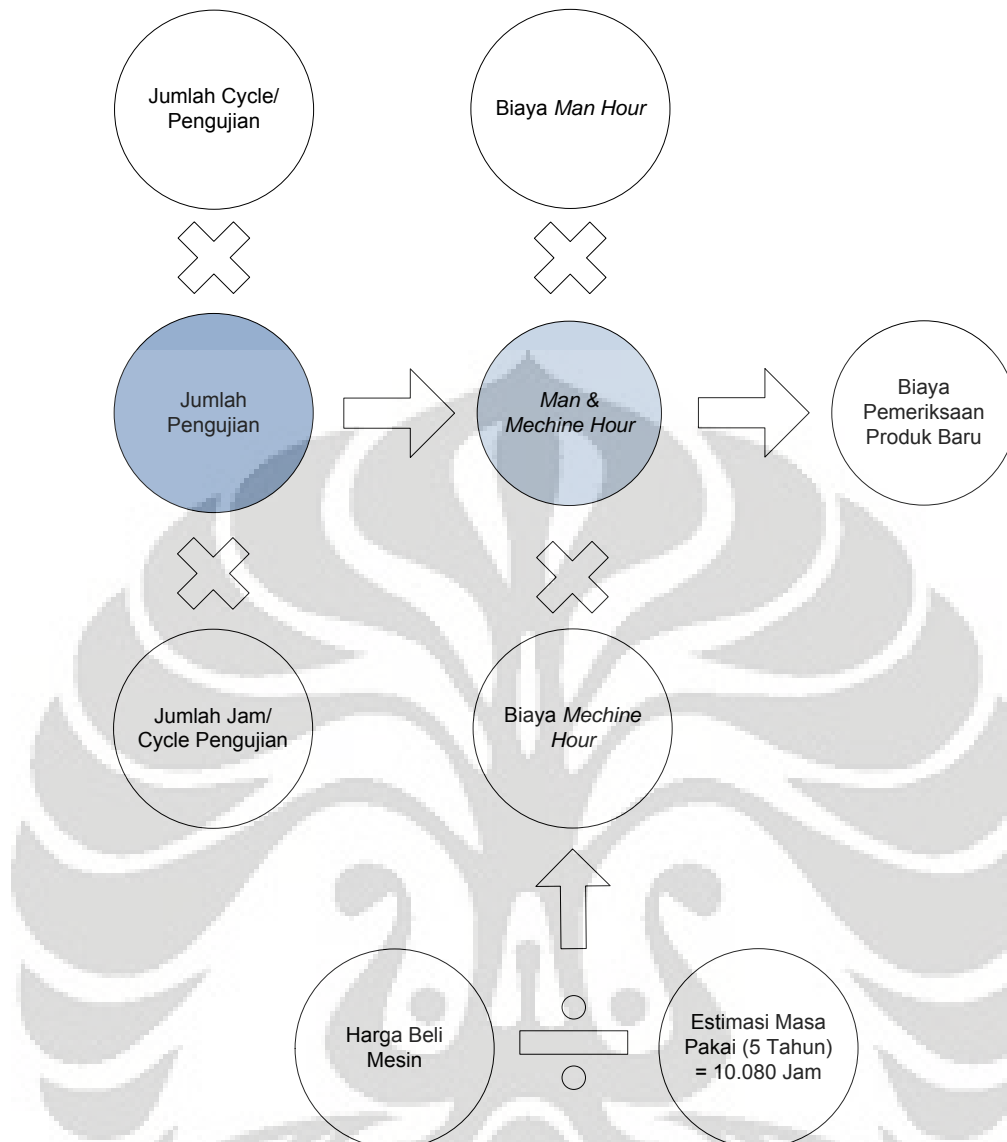 Jumlah Cycle/
Pengujian
Biaya Man Hour
Jumlah
Pengujian
Man &
Mechine Hour
Biaya
Pemeriksaan
Produk Baru
Jumlah Jam/
Cycle Pengujian
Biaya Mechine
Hour
Harga Beli
Mesin
Estimasi Masa
Pakai (5 Tahun)
= 10.080 Jam